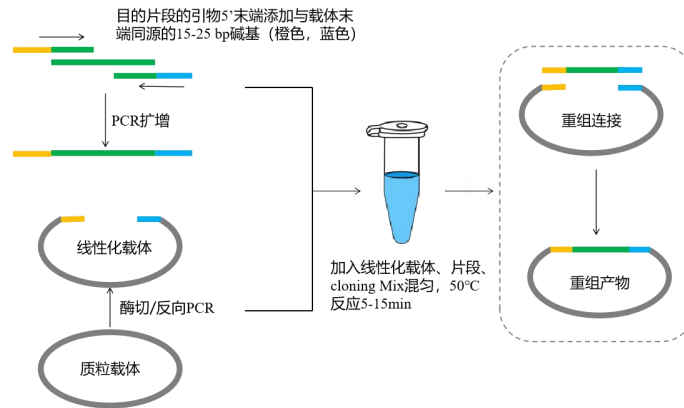 目的片段的引物5’末端添加与载体末
端同源的15-25 bp碱基（橙色，蓝色）
PCR扩增
线性化载体
酶切/反向PCR
质粒载体
加入线性化载体、片段、
cloning Mix混匀，50℃
反应5-15min
重组连接
重组产物